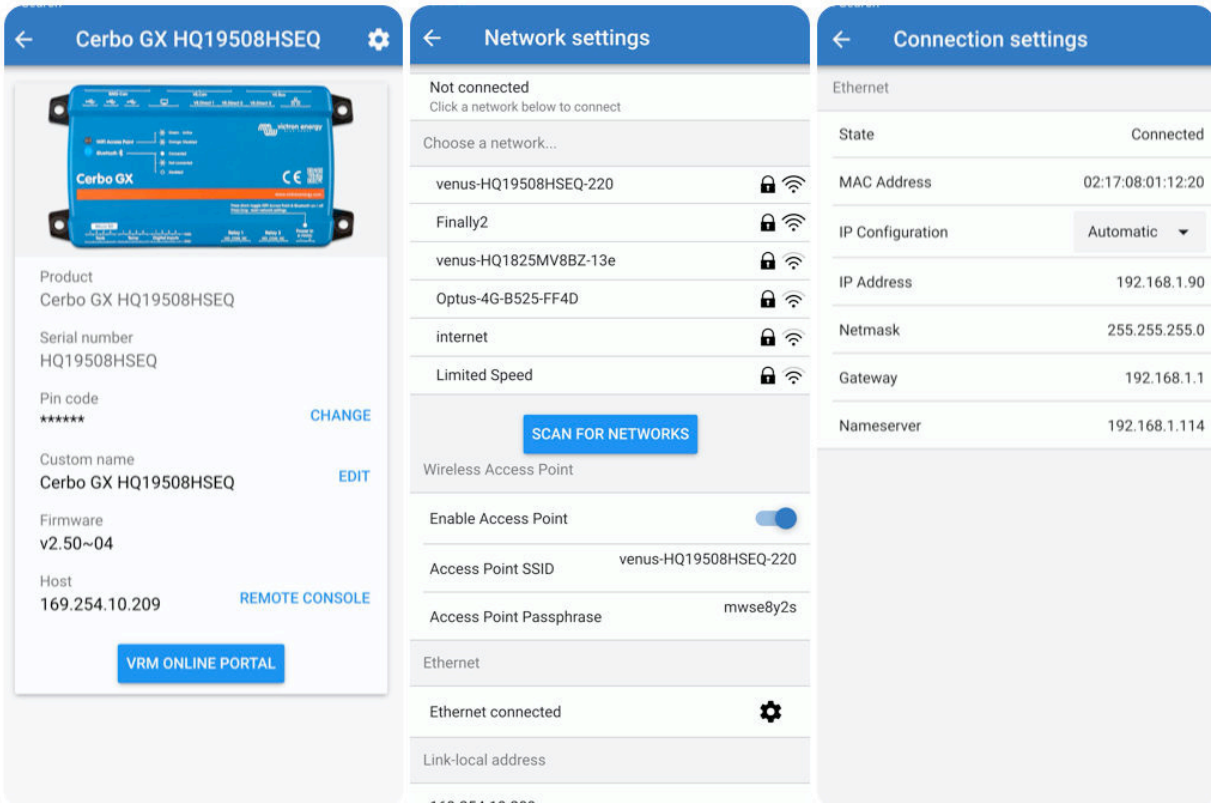 Cerbo GX HQ19508HSEQ
victron energy
Cerbo GX
Product
Cerbo GX HQ19508HSEQ
Serial number
HQ19508HSEQ
Pin code
****** CHANGE
Custom name
Cerbo GX HQ19508HSEQ EDIT
Firmware
v2.50~04
Host
169.254.10.209 REMOTE CONSOLE
VRM ONLINE PORTAL
Network settings
Not connected
Click a network below to connect
Choose a network...
venus-HQ19508HSEQ-220
Finally2
venus-HQ1825MV8BZ-13e
Optus-4G-B525-FF4D
internet
Limited Speed
SCAN FOR NETWORKS
Wireless Access Point
Enable Access Point
Access Point SSID venus-HQ19508HSEQ-220
Access Point Passphrase mwse8y2s
Ethernet
Ethernet connected
Link-local address
Connection settings
Ethernet
State Connected
MAC Address 02:17:08:01:12:20
IP Configuration Automatic
IP Address 192.168.1.90
Netmask 255.255.255.0
Gateway 192.168.1.1
Nameserver 192.168.1.114